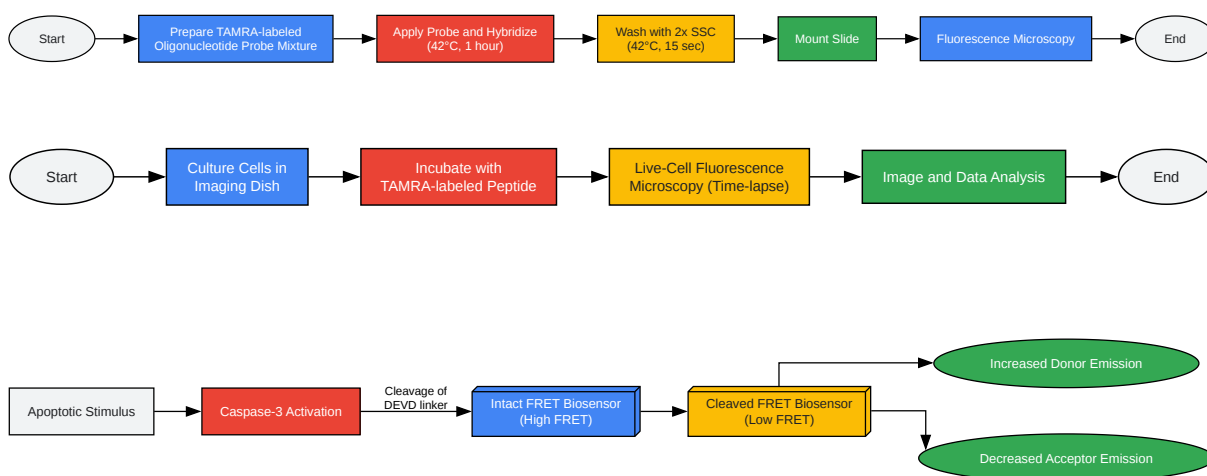 Start
Prepare TAMRA-labeled
Oligonucleotide Probe Mixture
Apply Probe and Hybridize
(42°C, 1 hour)
Wash with 2x SSC
(42°C, 15 sec)
Mount Slide
Fluorescence Microscopy
End
Start
Culture Cells in
Imaging Dish
Incubate with
TAMRA-labeled Peptide
Live-Cell Fluorescence
Microscopy (Time-lapse)
Image and Data Analysis
End
Apoptotic Stimulus
Caspase-3 Activation
Cleavage of
DEVD linker
Intact FRET Biosensor
(High FRET)
Cleaved FRET Biosensor
(Low FRET)
Increased Donor Emission
Decreased Acceptor Emission